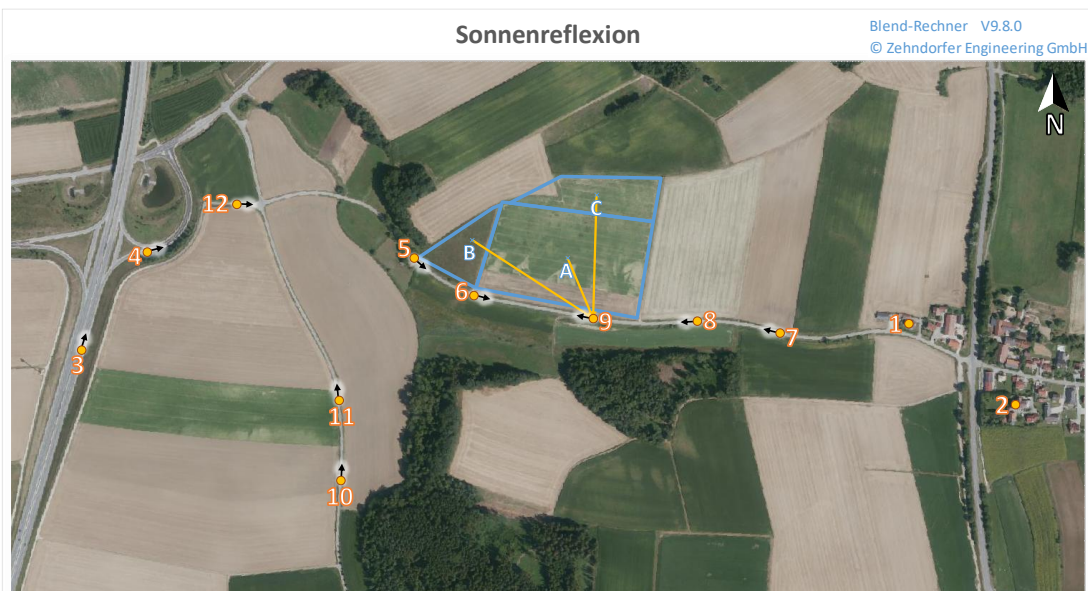 Sonnenreflexion
Blend-Rechner V9.8.0
© Zehndorfer Engineering GmbH
N
12
C
4
5
B
A
6
9
8
7
1
3
11
2
10